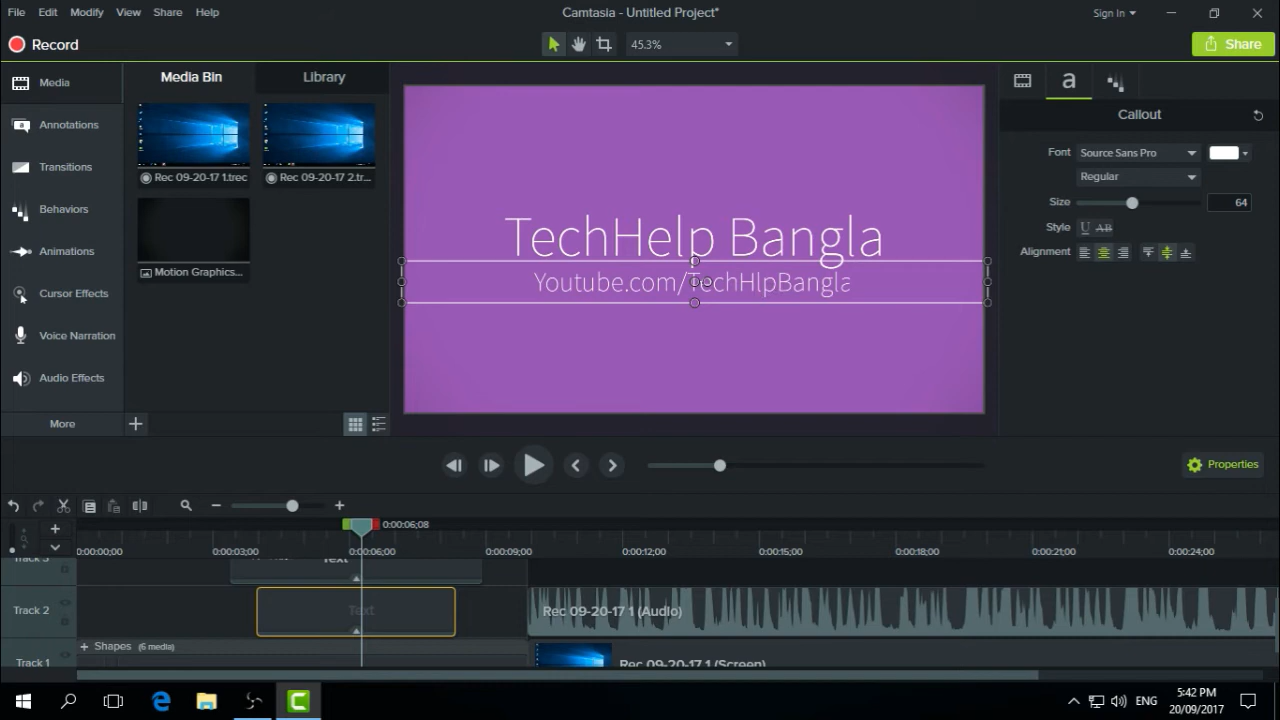 File Edit Modify View Share Help
Camtasia - Untitled Project*
Sign In
Record
45.3%
Share
Media
Annotations
Transitions
Behaviors
Animations
Cursor Effects
Voice Narration
Audio Effects
More
Media Bin
Library
Rec 09-20-17 1.trec
Rec 09-20-17 2.tr...
Motion Graphics...
TechHelp Bangla
Youtube.com/TechHlpBangla
a
Callout
Font Source Sans Pro
Regular
Size 64
Style U AB
Alignment
Properties
0:00:06;08
0:00:00;00 0:00:03;00 0:00:06;00 0:00:09;00 0:00:12;00 0:00:15;00 0:00:18;00 0:00:21;00 0:00:24;00
Track 3
Text
Track 2
Text
Rec 09-20-17 1 (Audio)
Shapes (6 media)
Track 1
Rec 09-20-17 1 (Screen)
ENG
5:42 PM
20/09/2017